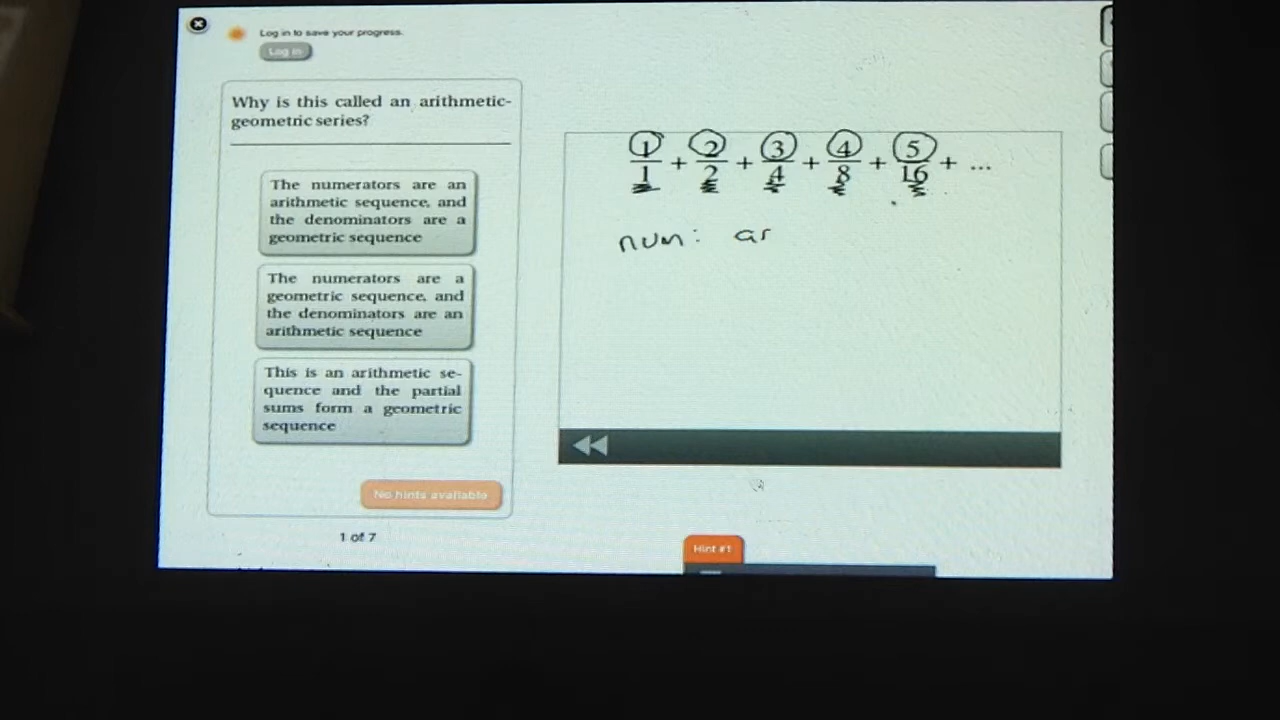 Log in to save your progress.
Log in
Why is this called an arithmetic-
geometric series?
The numerators are an
arithmetic sequence, and
the denominators are a
geometric sequence
The numerators are a
geometric sequence, and
the denominators are an
arithmetic sequence
This is an arithmetic se-
quence and the partial
sums form a geometric
sequence
No hints available
1 of 7
1/1 + 2/2 + 3/4 + 4/8 + 5/16 + ...
num: ar
Hint #1